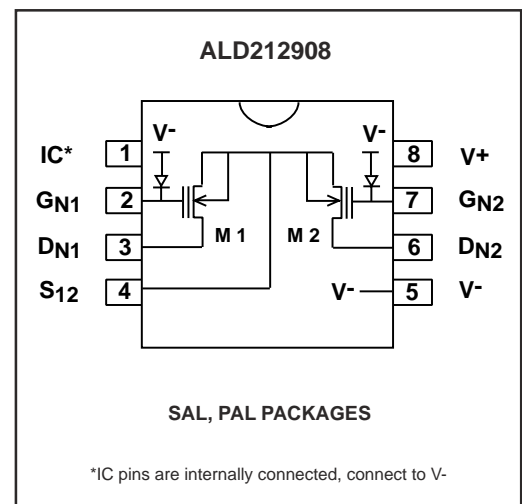 ALD212908
IC* 1 V- V- 8 V+
GN1 2 7 GN2
DN1 3 M 1 M 2 6 DN2
S12 4 V- 5 V-
SAL, PAL PACKAGES
*IC pins are internally connected, connect to V-